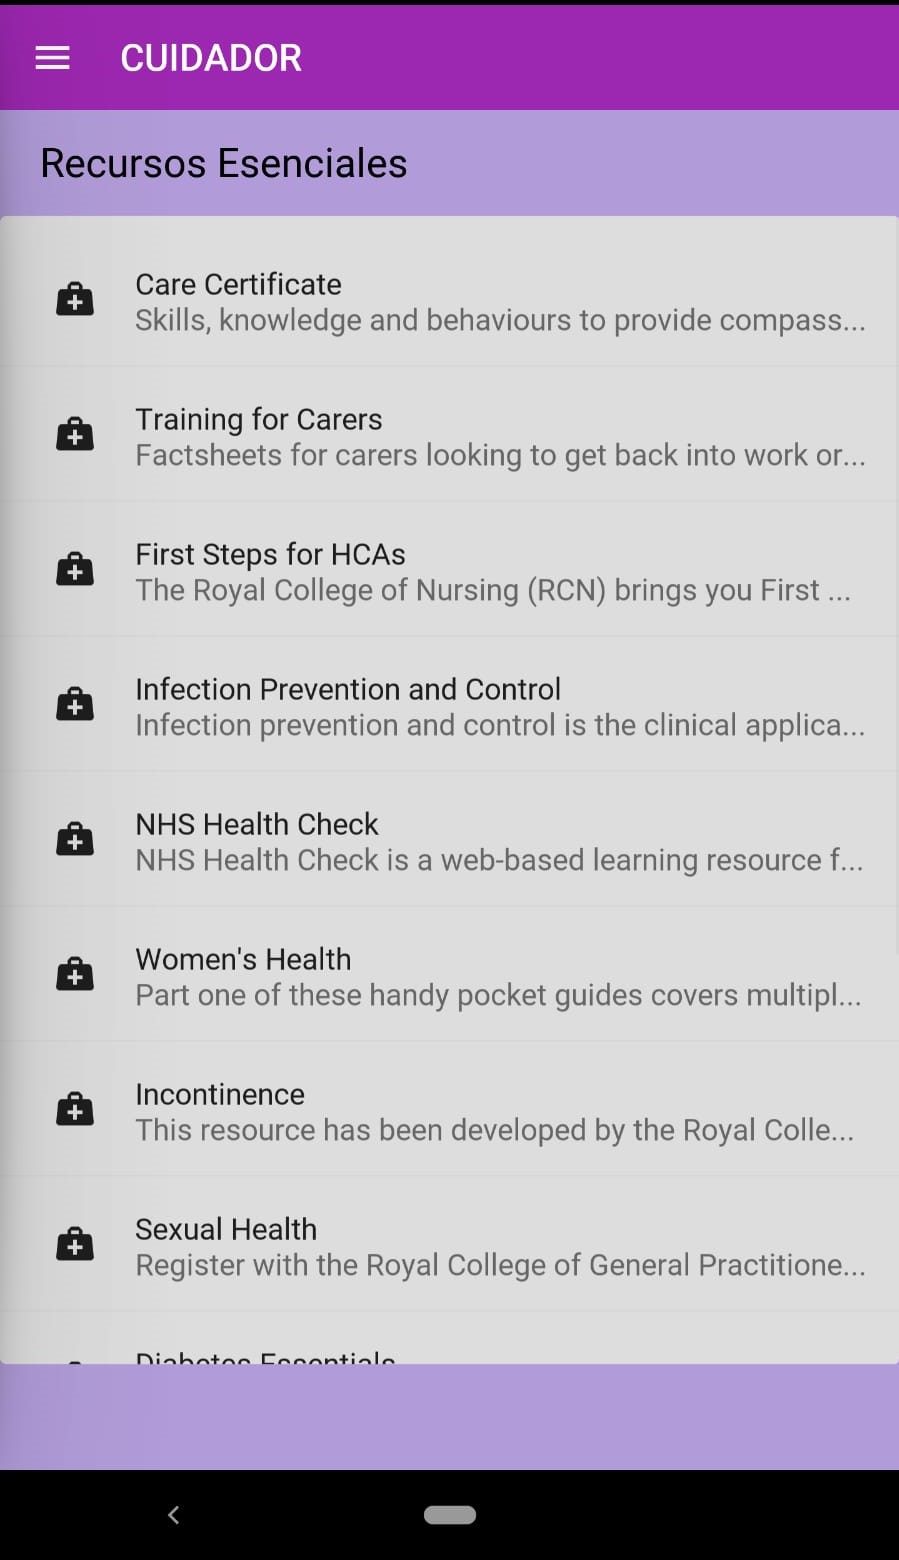 CUIDADOR
Recursos Esenciales
Care Certificate
Skills, knowledge and behaviours to provide compass...
Training for Carers
Factsheets for carers looking to get back into work or...
First Steps for HCAs
The Royal College of Nursing (RCN) brings you First ...
Infection Prevention and Control
Infection prevention and control is the clinical applica...
NHS Health Check
NHS Health Check is a web-based learning resource f...
Women's Health
Part one of these handy pocket guides covers multipl...
Incontinence
This resource has been developed by the Royal Colle...
Sexual Health
Register with the Royal College of General Practitione...
Diabetes Essentials